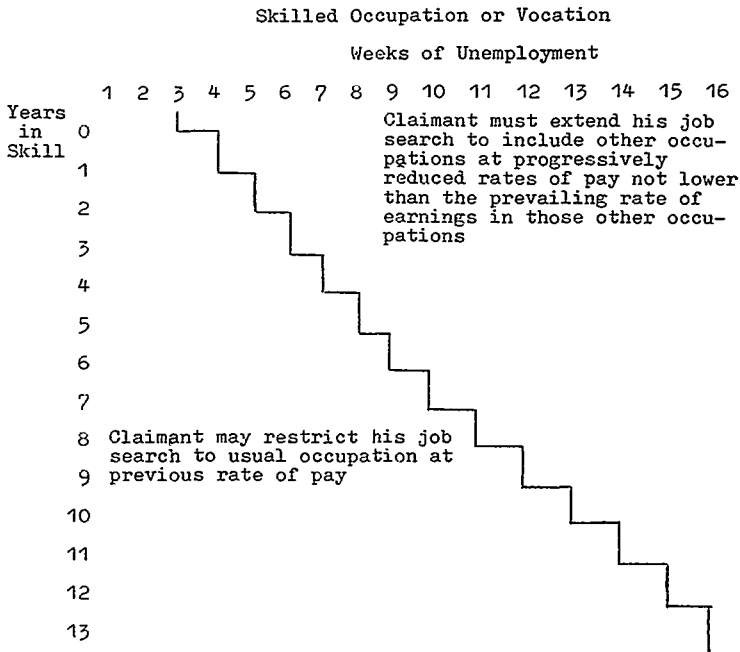 Skilled Occupation or Vocation
Weeks of Unemployment
1 2 3 4 5 6 7 8 9 10 11 12 13 14 15 16
Years
in
Skill
0
Claimant must extend his job
search to include other occu-
pations at progressively
reduced rates of pay not lower
than the prevailing rate of
earnings in those other occu-
pations
1
2
3
4
5
6
7
8
Claimant may restrict his job
search to usual occupation at
previous rate of pay
9
10
11
12
13